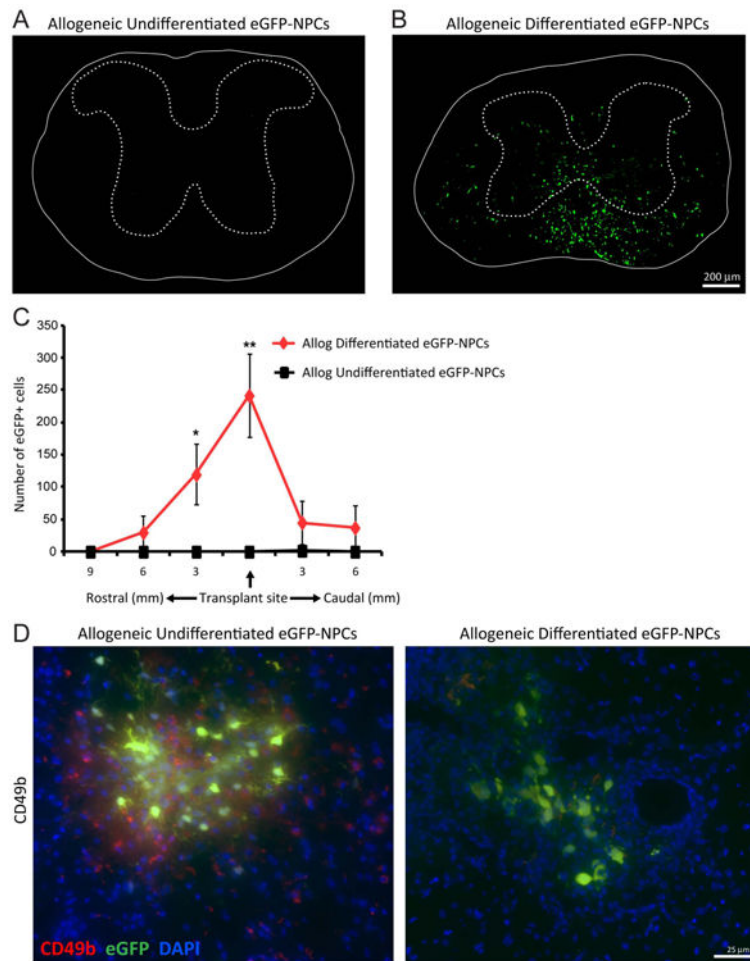 A
Allogeneic Undifferentiated eGFP-NPCs
B
Allogeneic Differentiated eGFP-NPCs
200 µm
C
350
300
250
200
150
100
50
0
Number of eGFP+ cells
*
**
Allog Differentiated eGFP-NPCs
Allog Undifferentiated eGFP-NPCs
9 6 3 3 6
Rostral (mm) Transplant site Caudal (mm)
D
Allogeneic Undifferentiated eGFP-NPCs
Allogeneic Differentiated eGFP-NPCs
CD49b
CD49b eGFP DAPI
25 µm